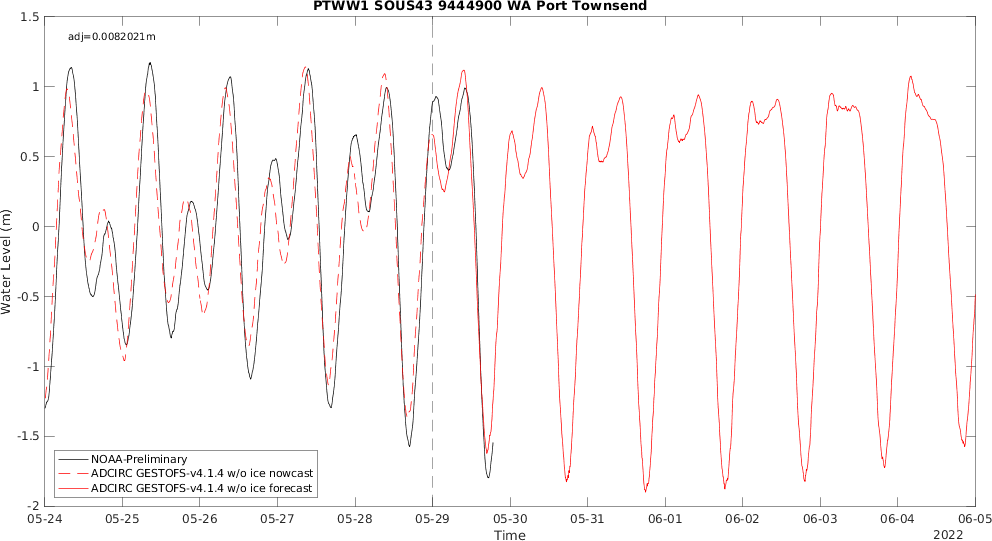 PTWW1 SOUS43 9444900 WA Port Townsend
adj=0.0082021m
1.5
1
0.5
0
-0.5
-1
-1.5
-2
Water Level (m)
NOAA-Preliminary
ADCIRC GESTOFS-v4.1.4 w/o ice nowcast
ADCIRC GESTOFS-v4.1.4 w/o ice forecast
05-24 05-25 05-26 05-27 05-28 05-29 05-30 05-31 06-01 06-02 06-03 06-04 06-05
Time
2022